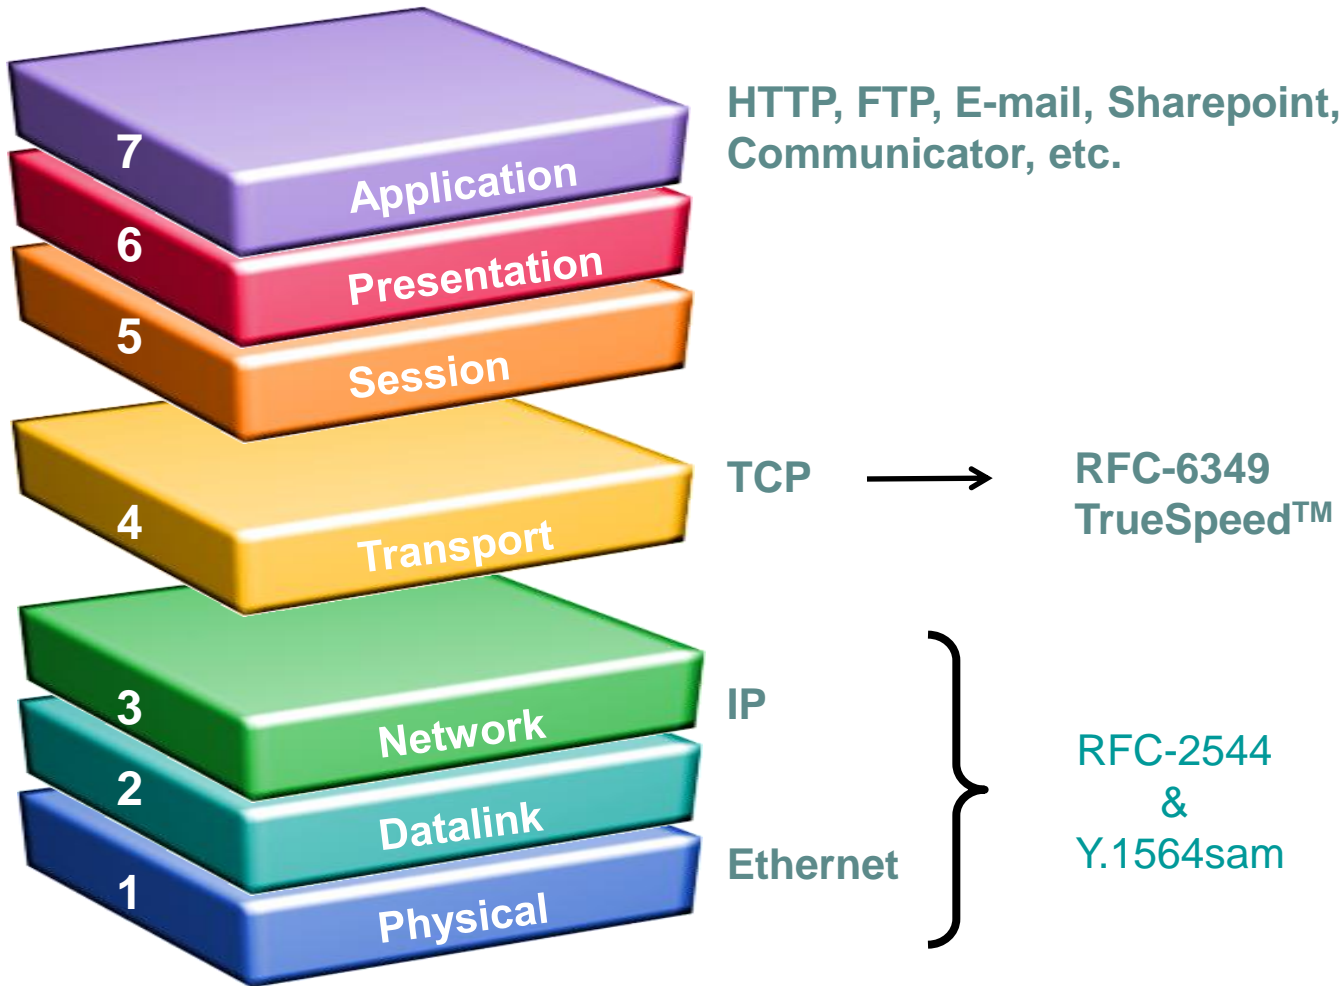 7
Application
HTTP, FTP, E-mail, Sharepoint,
Communicator, etc.
6
Presentation
5
Session
4
Transport
TCP
RFC-6349
TrueSpeed™
3
Network
IP
2
Datalink
1
Physical
Ethernet
RFC-2544
&
Y.1564sam